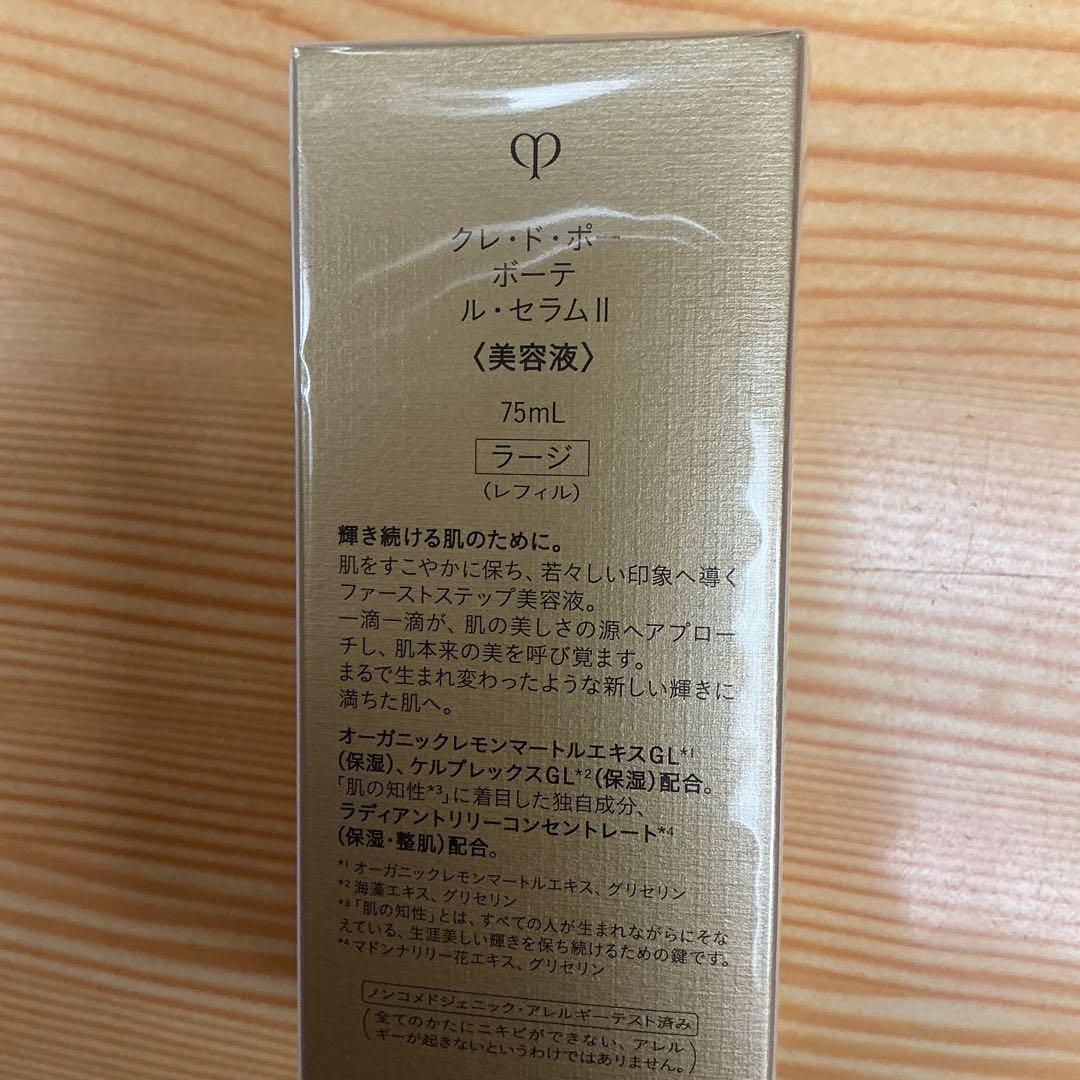 クレ・ド・ポー
ボーテ
ル・セラムⅡ
〈美容液〉
75mL
ラージ
(レフィル)
輝き続ける肌のために。
肌をすこやかに保ち、若々しい印象へ導く
ファーストステップ美容液。
一滴一滴が、肌の美しさの源へアプロー
チし、肌本来の美を呼び覚ます。
まるで生まれ変わったような新しい輝きに
満ちた肌へ。
オーガニックレモンマートルエキスGL*1
(保湿)、ケルプレックスGL*2(保湿)配合。
「肌の知性*3」に着目した独自成分、
ラディアントリリーコンセントレート*4
(保湿・整肌)配合。
*1 オーガニックレモンマートルエキス、グリセリン
*2 海藻エキス、グリセリン
*3「肌の知性」とは、すべての人が生まれながらにそな
えている、生涯美しい輝きを保ち続けるための鍵です。
*4 マドンナリリー花エキス、グリセリン
ノンコメドジェニック・アレルギーテスト済み
(全てのかたにニキビができない、アレル
ギーが起きないというわけではありません。)